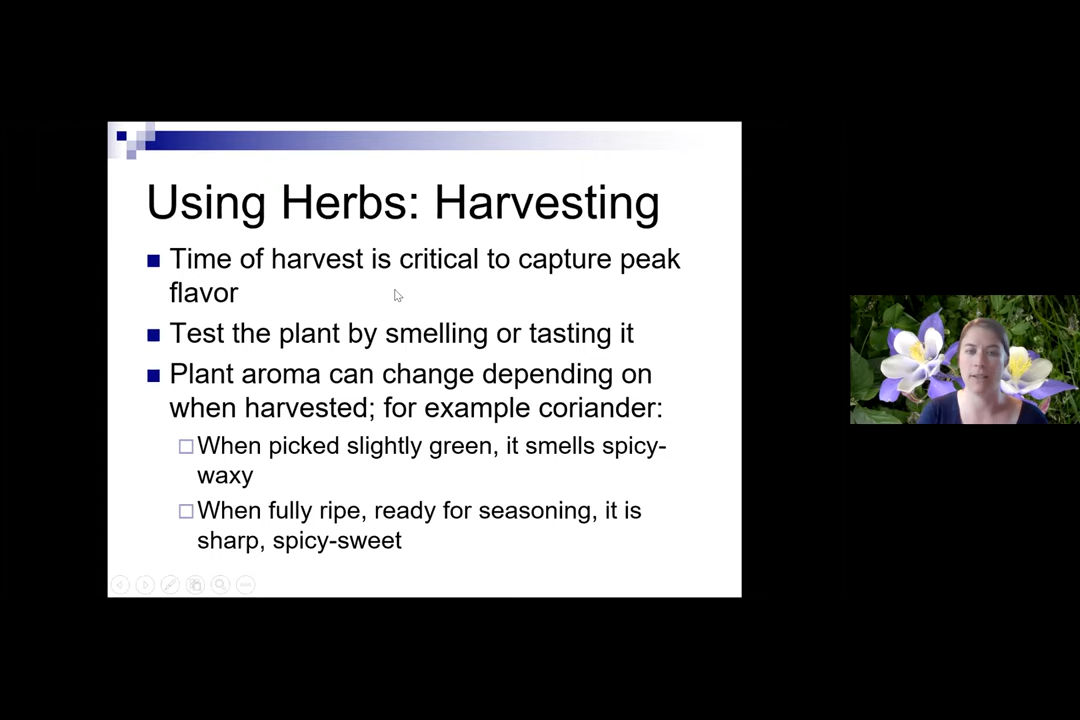 Using Herbs: Harvesting
Time of harvest is critical to capture peak
flavor
Test the plant by smelling or tasting it
Plant aroma can change depending on
when harvested; for example coriander:
When picked slightly green, it smells spicy-
waxy
When fully ripe, ready for seasoning, it is
sharp, spicy-sweet